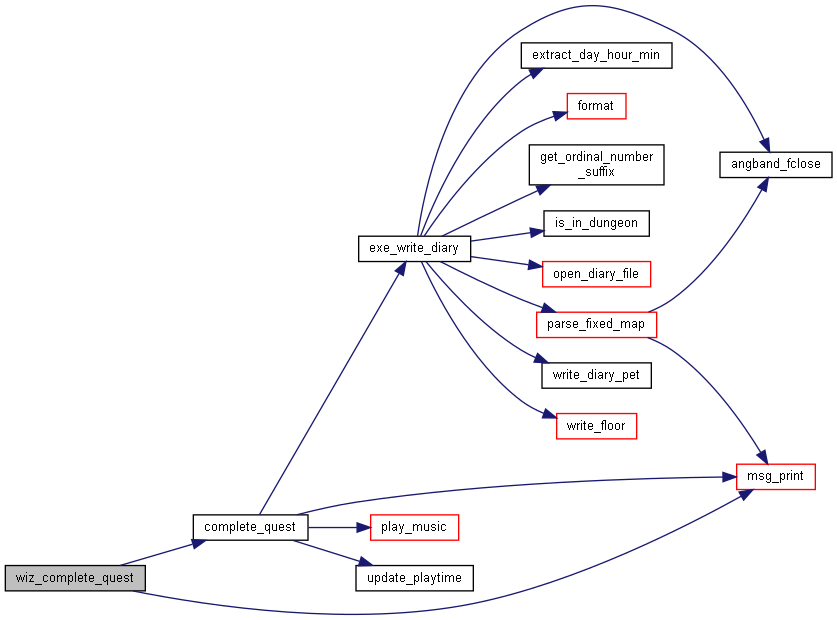 extract_day_hour_min
format
get_ordinal_number
_suffix
angband_fclose
is_in_dungeon
exe_write_diary
open_diary_file
parse_fixed_map
write_diary_pet
write_floor
msg_print
complete_quest
play_music
wiz_complete_quest
update_playtime